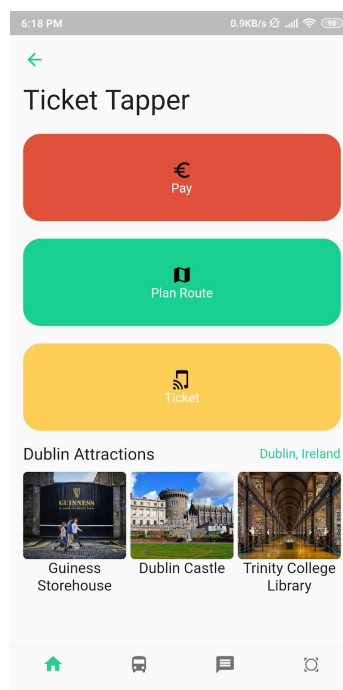 6:18 PM
0.9KB/s
98
Ticket Tapper
Pay
Plan Route
Ticket
Dublin Attractions
Dublin, Ireland
GUINNESS
Guiness
Storehouse
Dublin Castle
Trinity College
Library